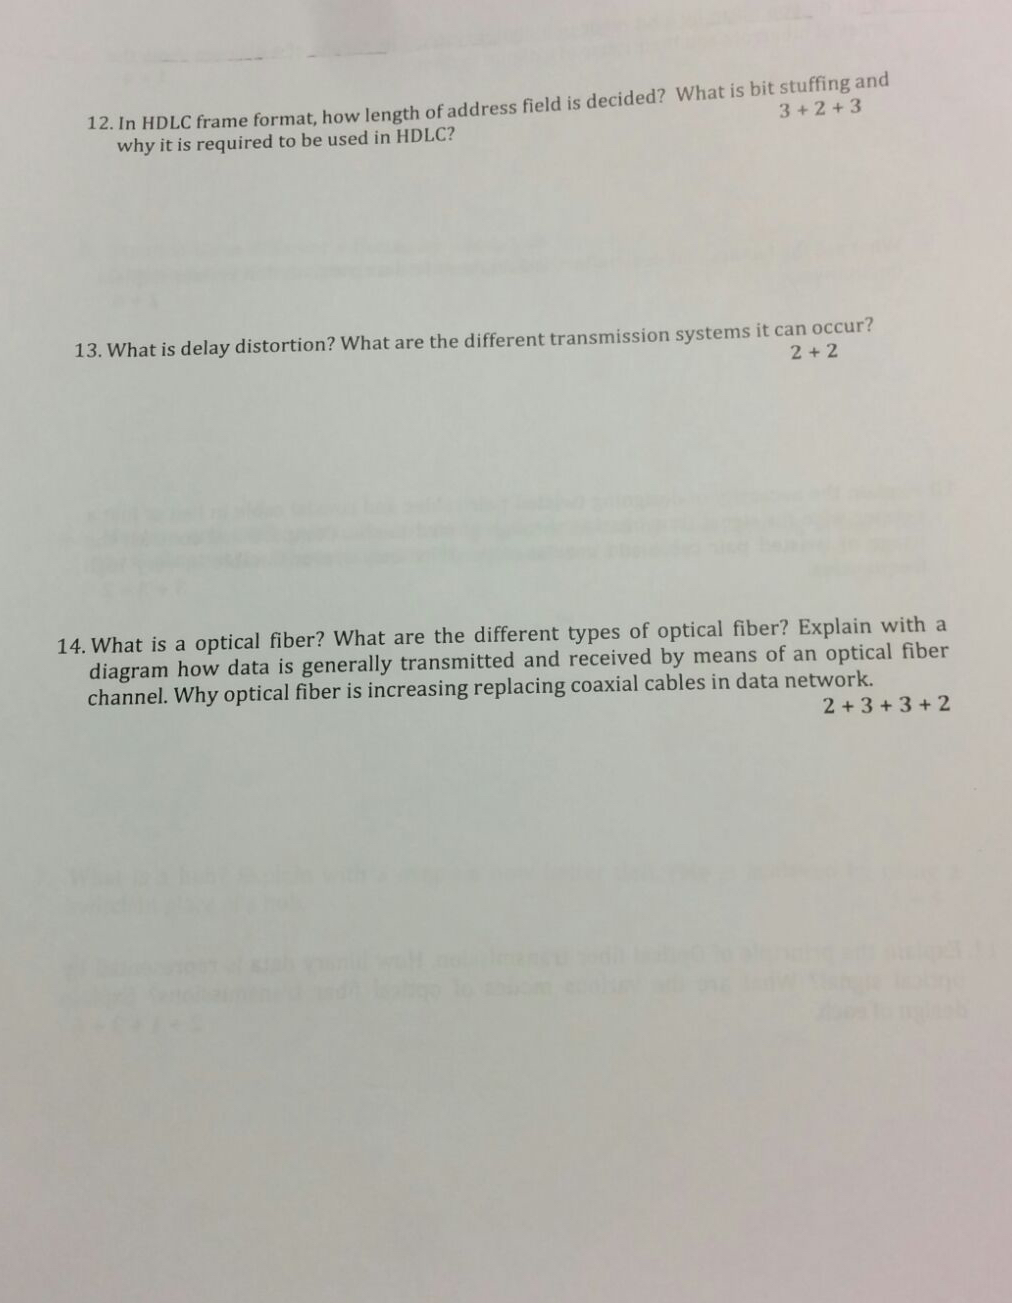 12. In HDLC frame format, how length of address field is decided? What is bit stuffing and
why it is required to be used in HDLC?
3 + 2 + 3
13. What is delay distortion? What are the different transmission systems it can occur?
2 + 2
14. What is a optical fiber? What are the different types of optical fiber? Explain with a
diagram how data is generally transmitted and received by means of an optical fiber
channel. Why optical fiber is increasing replacing coaxial cables in data network.
2 + 3 + 3 + 2